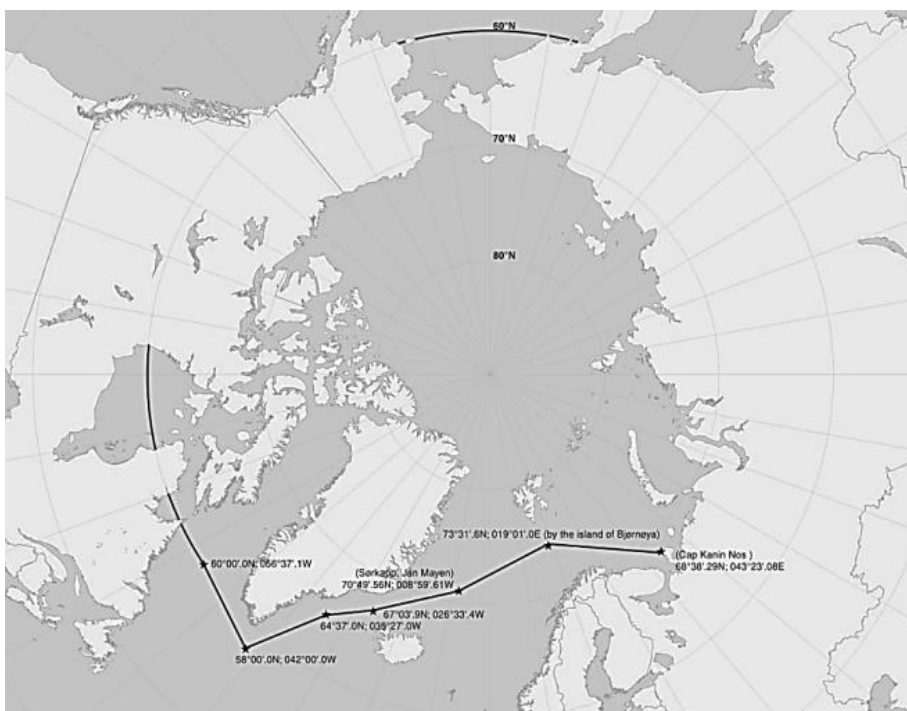 60°N
70°N
80°N
73°31'.6N; 019°01'.0E (by the island of Bjørnøya)
(Cap Kanin Nos )
68°38'.29N; 043°23'.08E
60°00'.0N; 056°37'.1W
(Sørkapp, Jan Mayen)
70°49'.56N; 008°59'.61W
67°03'.9N; 026°33'.4W
64°37'.0N; 035°27'.0W
58°00'.0N; 042°00'.0W